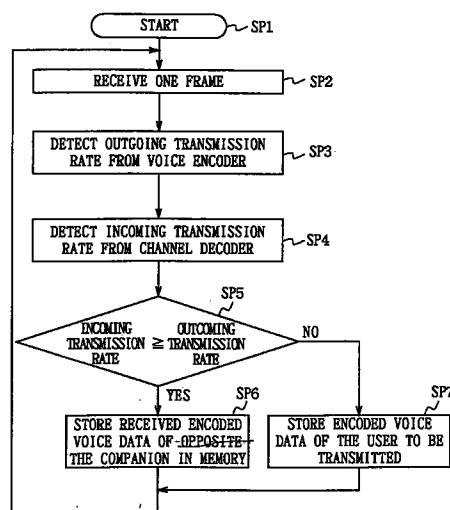 START
SP1
RECEIVE ONE FRAME
SP2
DETECT OUTGOING TRANSMISSION
RATE FROM VOICE ENCODER
SP3
DETECT INCOMING TRANSMISSION
RATE FROM CHANNEL DECODER
SP4
SP5
INCOMING
TRANSMISSION
RATE
≧
OUTCOMING
TRANSMISSION
RATE
NO
YES
SP6
STORE RECEIVED ENCODED
VOICE DATA OF OPPOSITE
THE COMPANION IN MEMORY
SP7
STORE ENCODED VOICE
DATA OF THE USER TO BE
TRANSMITTED